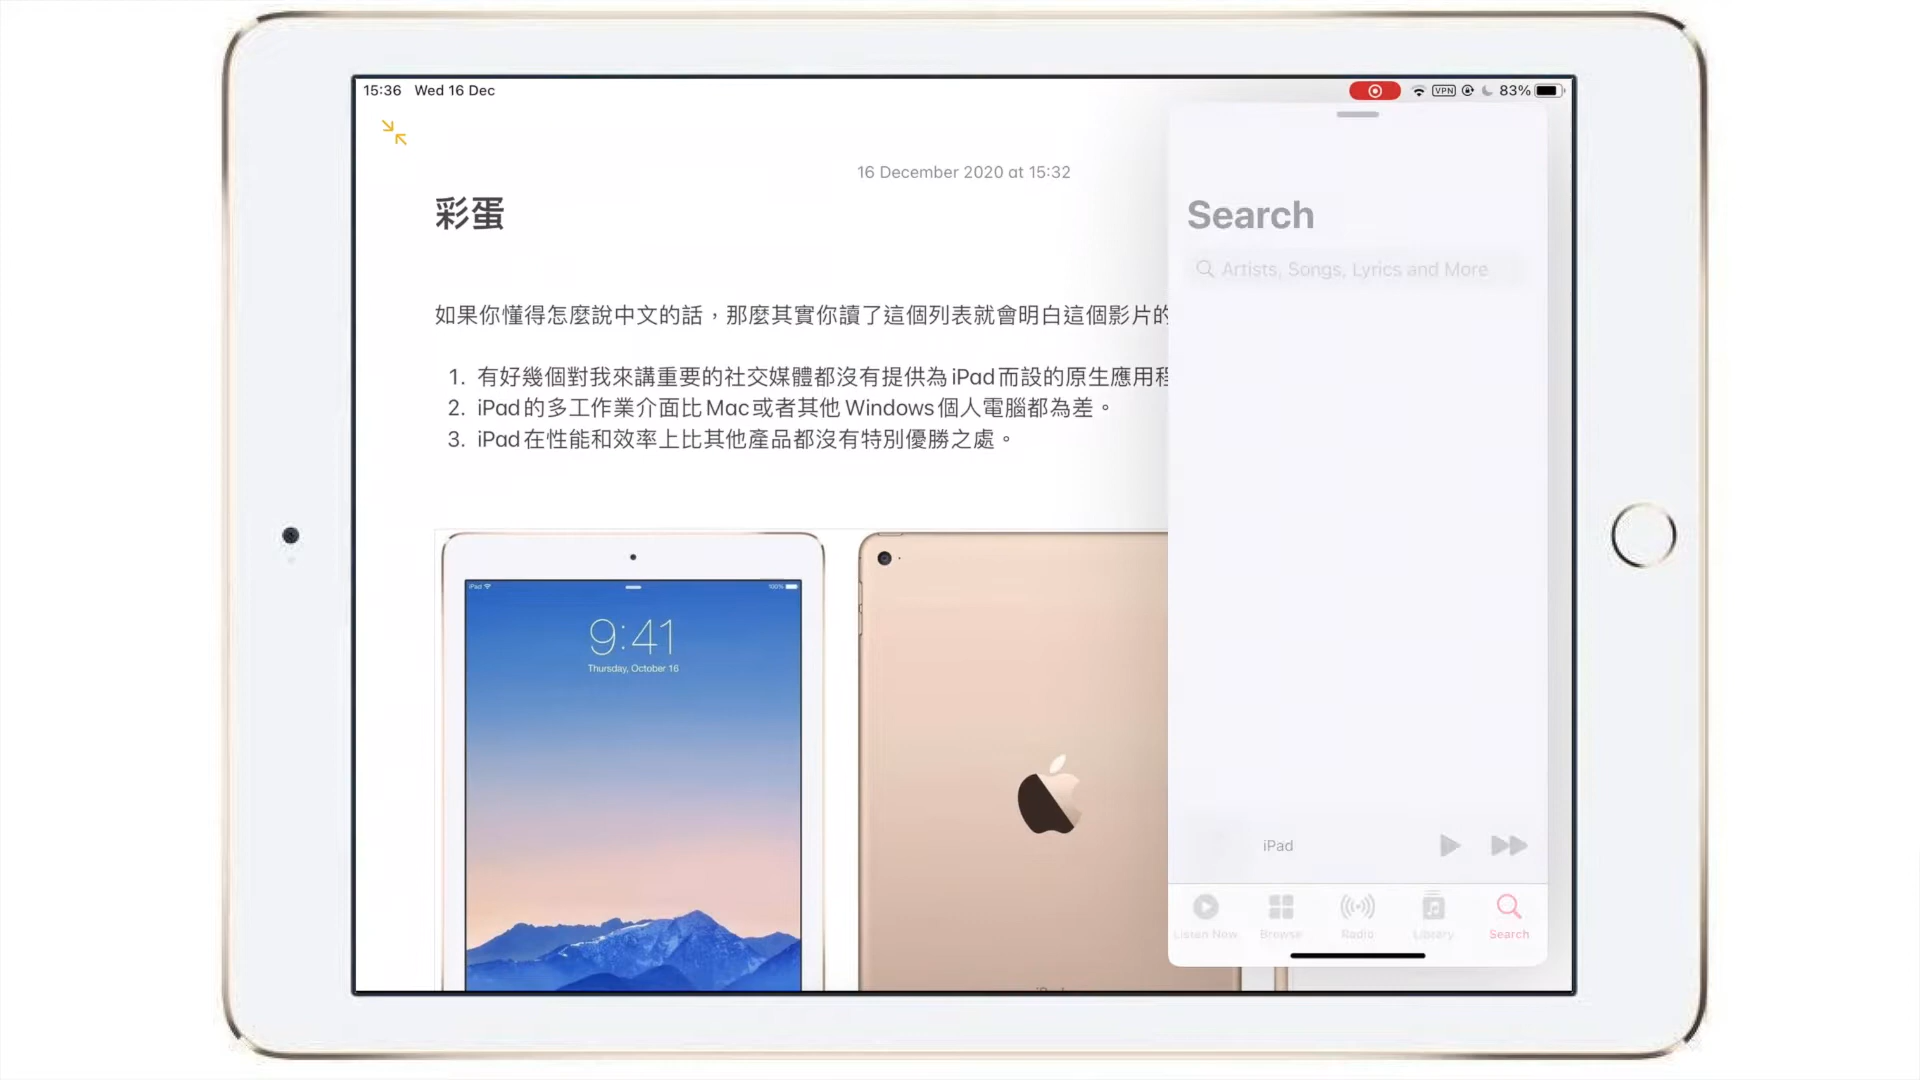 15:36 Wed 16 Dec
VPN 83%
16 December 2020 at 15:32
彩蛋
如果你懂得怎麼說中文的話，那麼其實你讀了這個列表就會明白這個影片的
1. 有好幾個對我來講重要的社交媒體都沒有提供為iPad而設的原生應用程
2. iPad的多工作業介面比Mac或者其他Windows個人電腦都為差。
3. iPad在性能和效率上比其他產品都沒有特別優勝之處。
iPad 100%
9:41
Thursday, October 16
Search
Artists, Songs, Lyrics and More
iPad
Listen Now Browse Radio Library Search